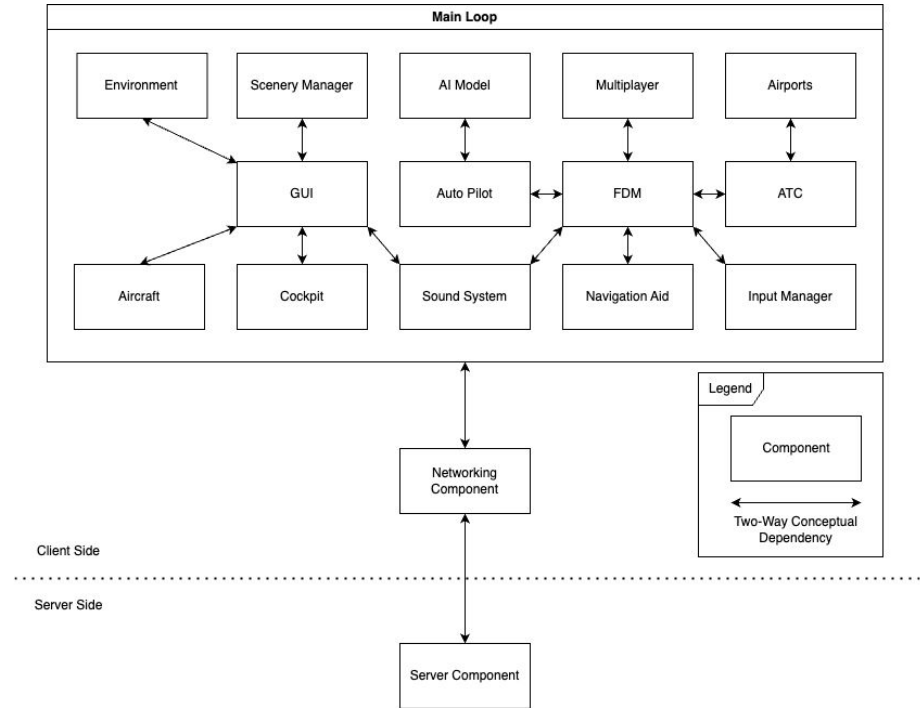 Main Loop
Environment
Scenery Manager
AI Model
Multiplayer
Airports
GUI
Auto Pilot
FDM
ATC
Aircraft
Cockpit
Sound System
Navigation Aid
Input Manager
Legend
Component
Two-Way Conceptual
Dependency
Networking
Component
Client Side
Server Side
Server Component